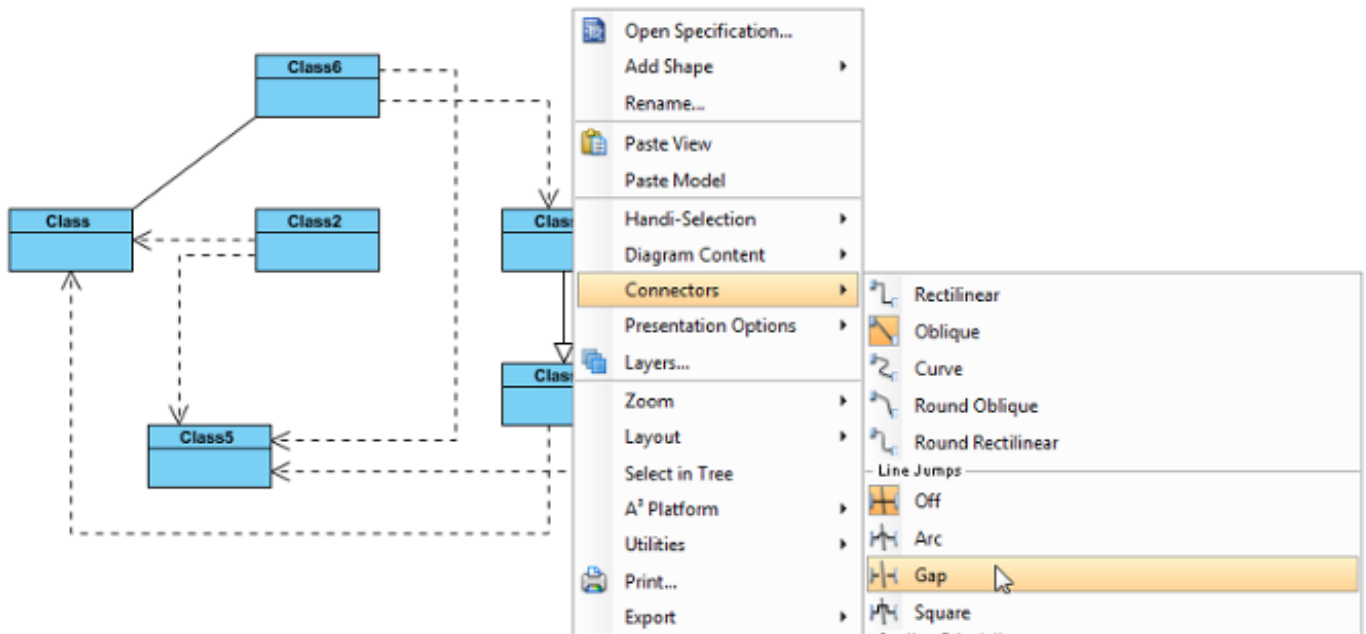 Class6
Class
Class2
Class
Class
Class5
Open Specification...
Add Shape
Rename...
Paste View
Paste Model
Handi-Selection
Diagram Content
Connectors
Presentation Options
Layers...
Zoom
Layout
Select in Tree
A³ Platform
Utilities
Print...
Export
Rectilinear
Oblique
Curve
Round Oblique
Round Rectilinear
Line Jumps
Off
Arc
Gap
Square